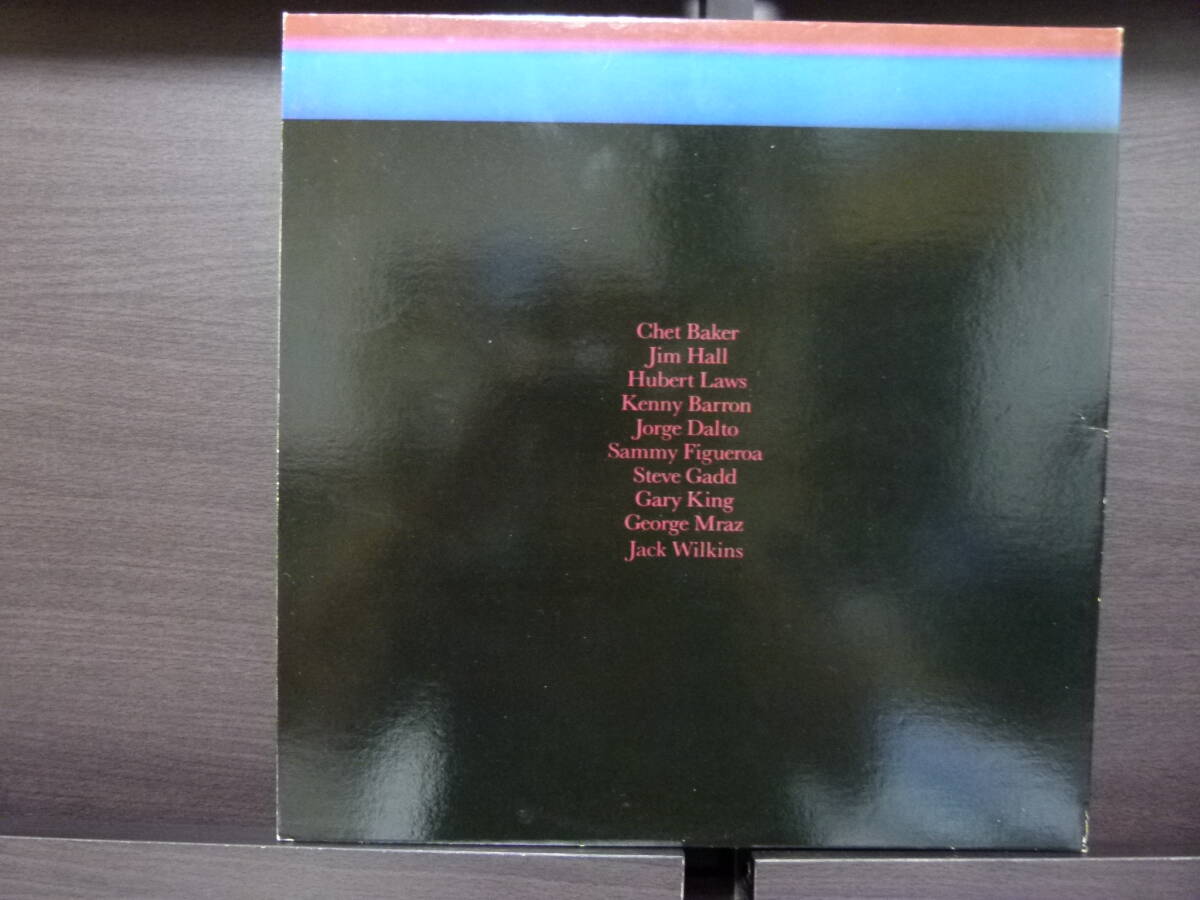 Chet Baker
Jim Hall
Hubert Laws
Kenny Barron
Jorge Dalto
Sammy Figueroa
Steve Gadd
Gary King
George Mraz
Jack Wilkins